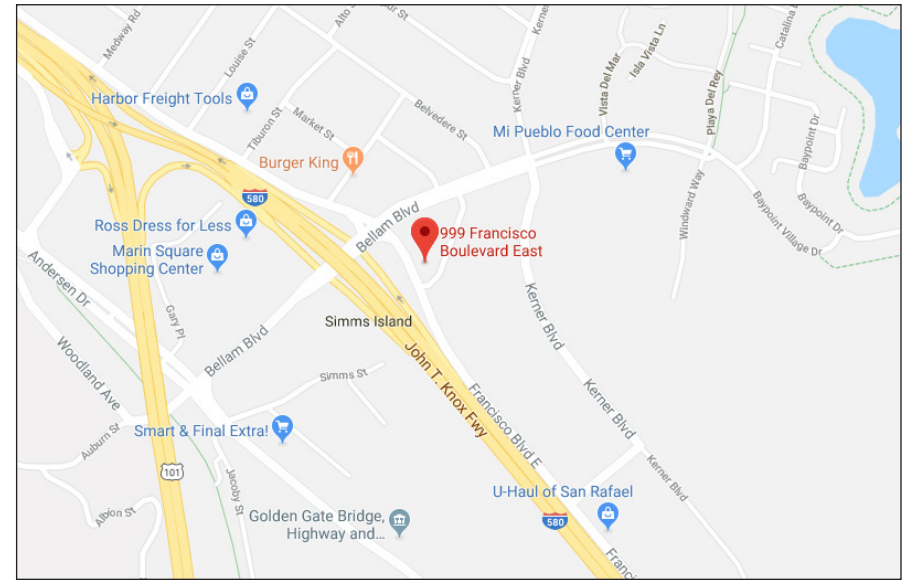 Medway Rd
Louise St
Alto St
ur St
Kerner
Kerner Blvd
Vista Del Mar
Isla Vista Ln
Playa Del Rey
Catalina B
Harbor Freight Tools
Tiburon St
Market St
Belvedere St
Mi Pueblo Food Center
Baypoint Dr
Burger King
580
Ross Dress for Less
Bellam Blvd
Windward Way
Baypoint Dr
Baypoint Village Dr
999 Francisco
Boulevard East
Marin Square
Shopping Center
Andersen Dr
Gary Pl
Kerner Blvd
Simms Island
Bellam Blvd
Woodland Ave
John T. Knox Fwy
Simms St
Francisco Blvd E
Kerner Blvd
Auburn St
Smart & Final Extra!
Kerner Blvd
101
Jacoby St
U-Haul of San Rafael
Albion St
Golden Gate Bridge,
Highway and...
580
Franci